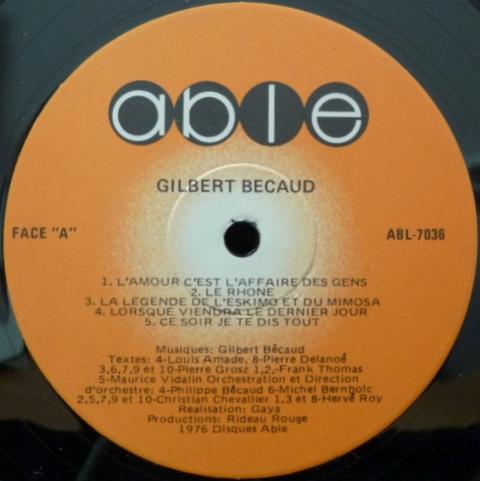 able
GILBERT BECAUD
FACE "A"
ABL-7036
1. L'AMOUR C'EST L'AFFAIRE DES GENS
2. LE RHONE
3. LA LEGENDE DE L'ESKIMO ET DU MIMOSA
4. LORSQUE VIENDRA LE DERNIER JOUR
5. CE SOIR JE TE DIS TOUT
Musiques: Gilbert Bécaud
Textes: 4-Louis Amade, 8-Pierre Delanoé
3,6,7,9 et 10-Pierre Grosz 1,2,-Frank Thomas
5-Maurice Vidalin Orchestration et Direction
d'orchestre: 4-Philippe Bécaud 6-Michel Bernholc
2,5,7,9 et 10-Christian Chevallier 1,3 et 8-Hervé Roy
Realisation: Gaya
Productions: Rideau Rouge
1976 Disques Able